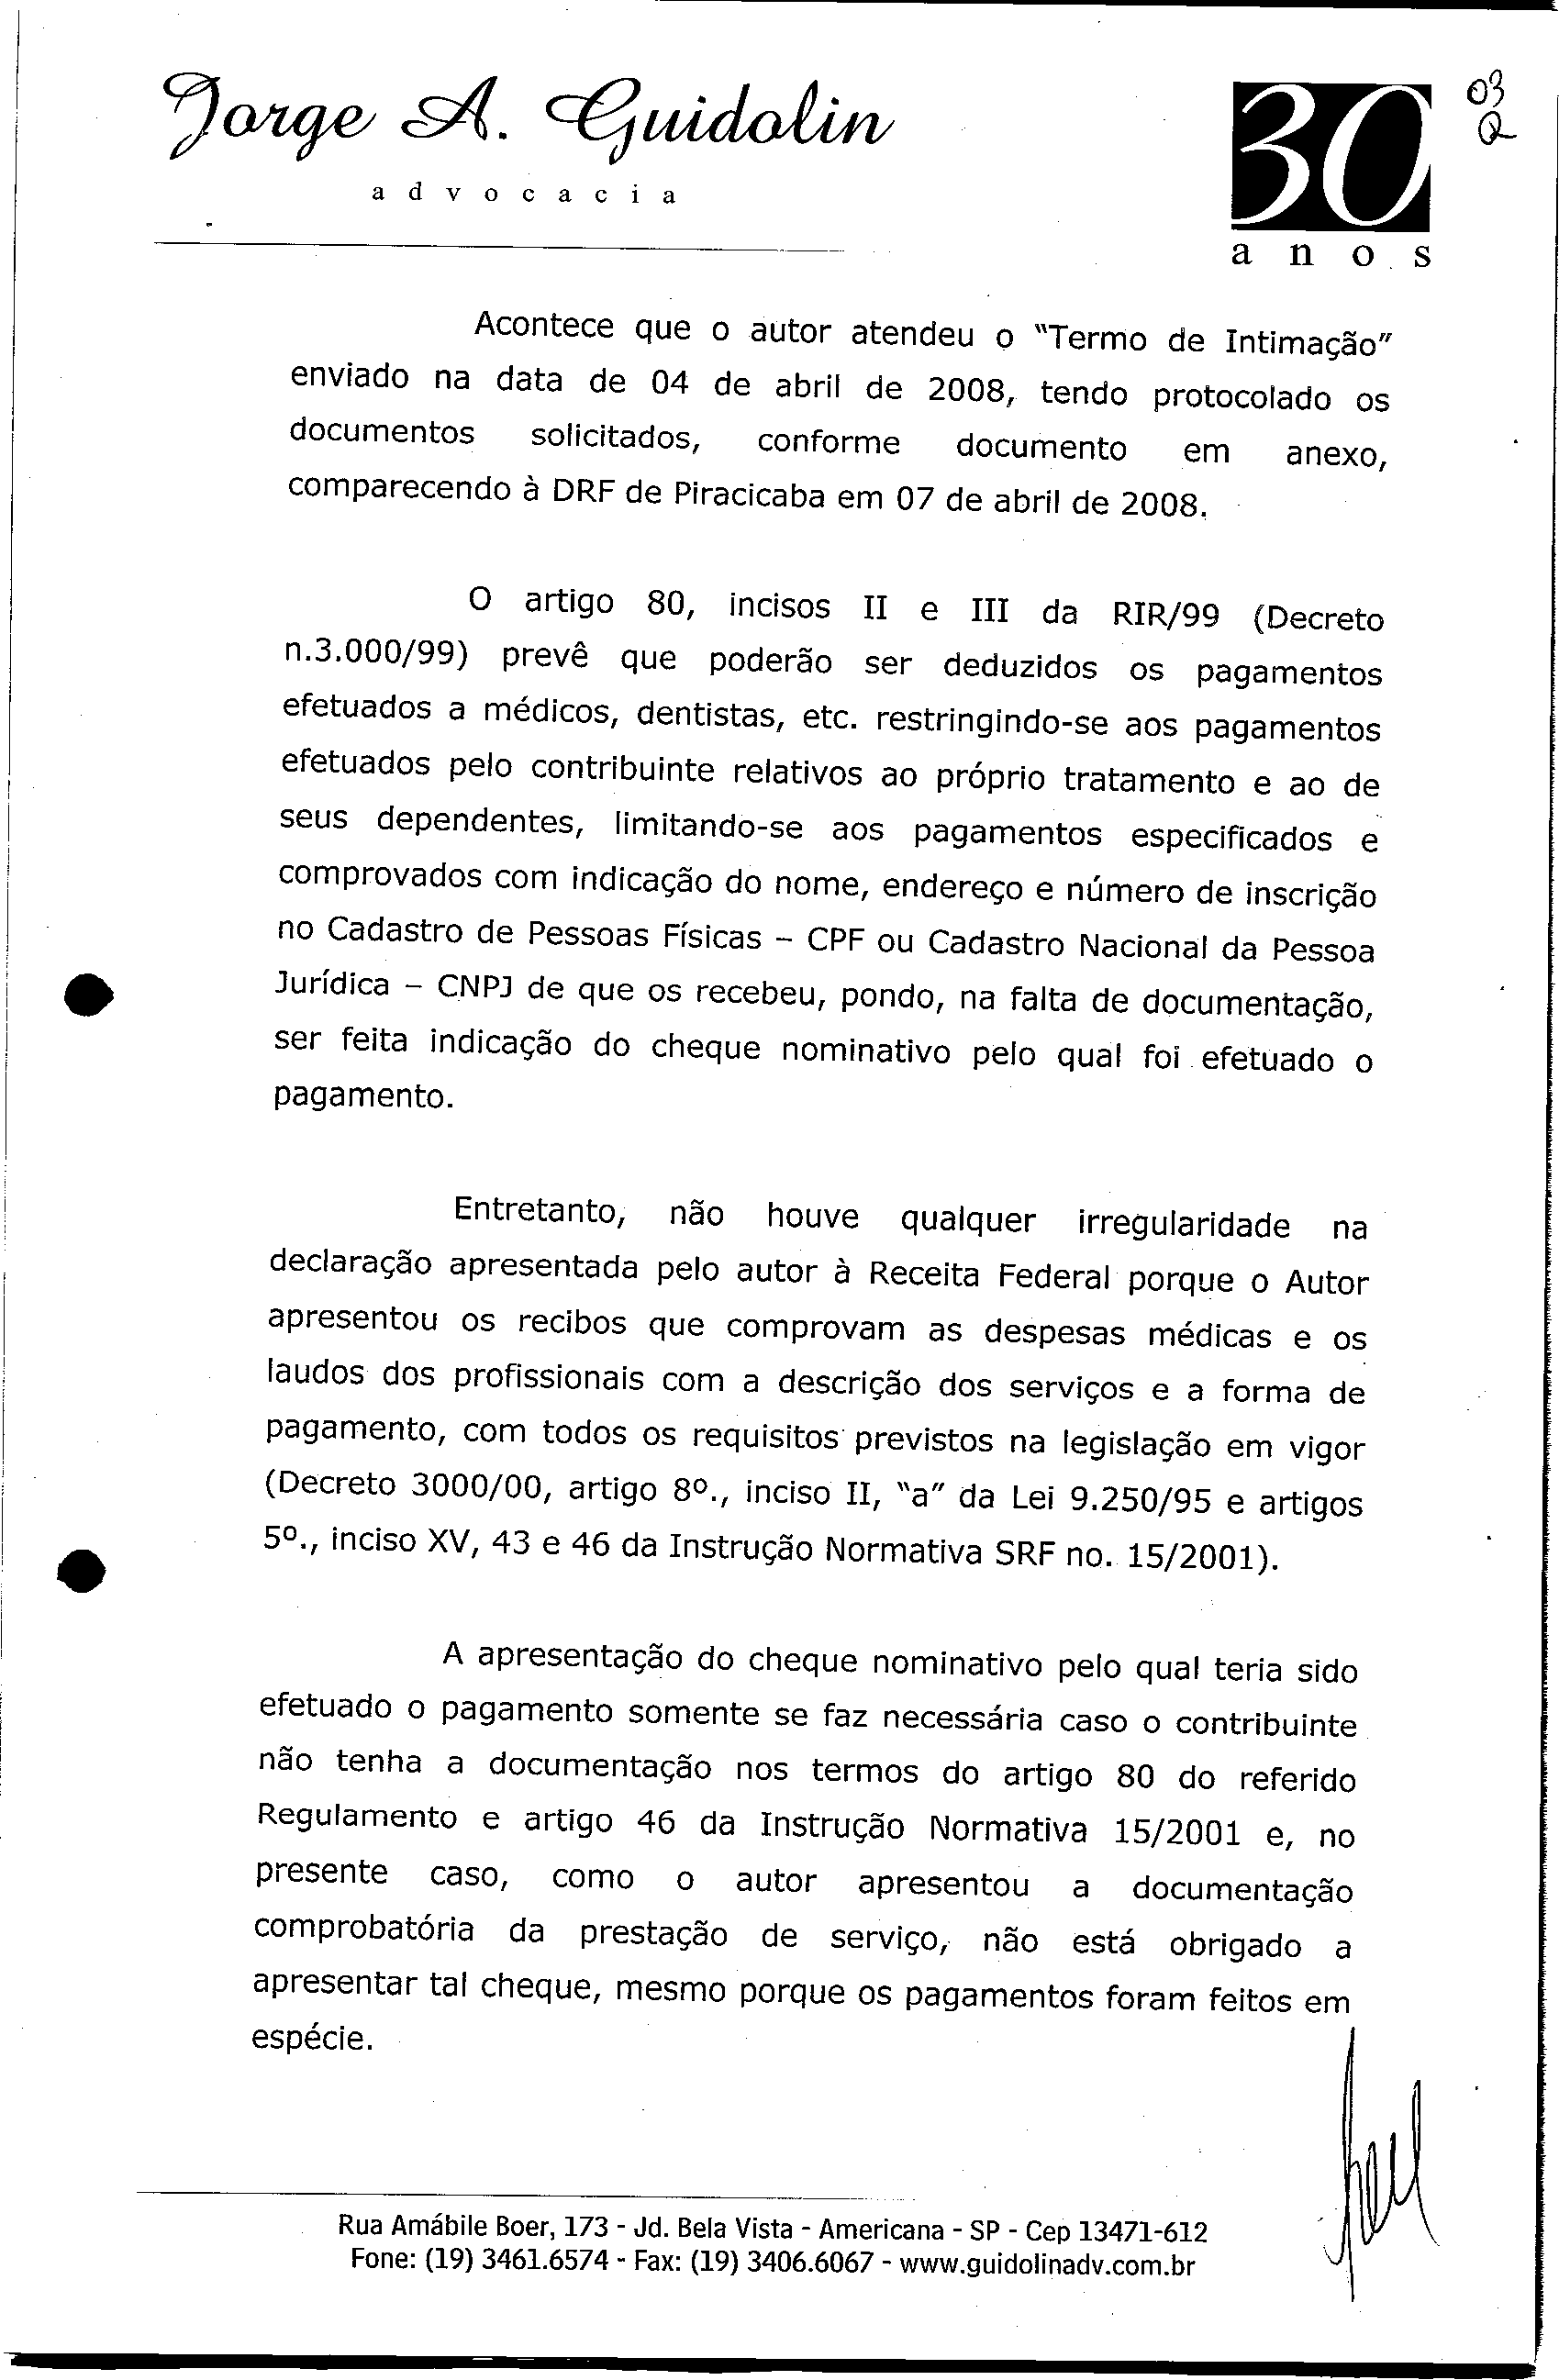 Jorge A. Guidolin
advocacia
30
anos
03
Acontece que o autor atendeu o "Termo de Intimação"
enviado na data de 04 de abril de 2008, tendo protocolado os
documentos solicitados, conforme documento em anexo,
comparecendo à DRF de Piracicaba em 07 de abril de 2008.
O artigo 80, incisos II e III da RIR/99 (Decreto
n.3.000/99) prevê que poderão ser deduzidos os pagamentos
efetuados a médicos, dentistas, etc. restringindo-se aos pagamentos
efetuados pelo contribuinte relativos ao próprio tratamento e ao de
seus dependentes, limitando-se aos pagamentos especificados e
comprovados com indicação do nome, endereço e número de inscrição
no Cadastro de Pessoas Físicas – CPF ou Cadastro Nacional da Pessoa
Jurídica – CNPJ de que os recebeu, pondo, na falta de documentação,
ser feita indicação do cheque nominativo pelo qual foi efetuado o
pagamento.
Entretanto, não houve qualquer irregularidade na
declaração apresentada pelo autor à Receita Federal porque o Autor
apresentou os recibos que comprovam as despesas médicas e os
laudos dos profissionais com a descrição dos serviços e a forma de
pagamento, com todos os requisitos previstos na legislação em vigor
(Decreto 3000/00, artigo 8º., inciso II, "a" da Lei 9.250/95 e artigos
5º., inciso XV, 43 e 46 da Instrução Normativa SRF no. 15/2001).
A apresentação do cheque nominativo pelo qual teria sido
efetuado o pagamento somente se faz necessária caso o contribuinte
não tenha a documentação nos termos do artigo 80 do referido
Regulamento e artigo 46 da Instrução Normativa 15/2001 e, no
presente caso, como o autor apresentou a documentação
comprobatória da prestação de serviço, não está obrigado a
apresentar tal cheque, mesmo porque os pagamentos foram feitos em
espécie.
Rua Amábile Boer, 173 - Jd. Bela Vista - Americana - SP - Cep 13471-612
Fone: (19) 3461.6574 - Fax: (19) 3406.6067 - www.guidolinadv.com.br